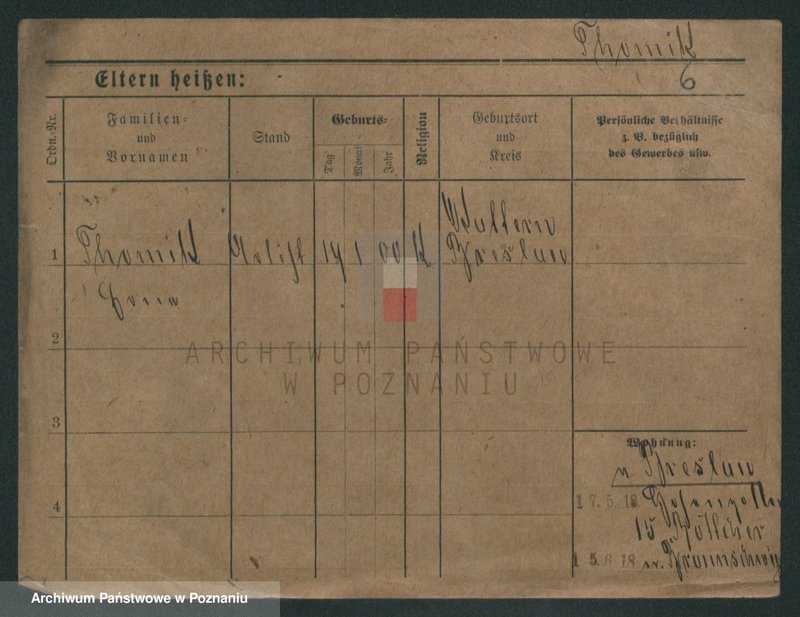 Thomik
6
Eltern heißen:
Ordn.-Nr.
Familien- und Vornamen
Stand
Geburts-
Tag
Monat
Jahr
Religion
Geburtsort und Kreis
Persönliche Verhältnisse z. B. bezüglich des Gewerbes usw.
1
Thomik
14 1 00 K
Breslau
2
ARCHIWUM PAŃSTWOWE
W POZNANIU
3
Wohnung:
n Breslau
17.5.18
4
15
15.6.18 n. Braunschweig
Archiwum Państwowe w Poznaniu